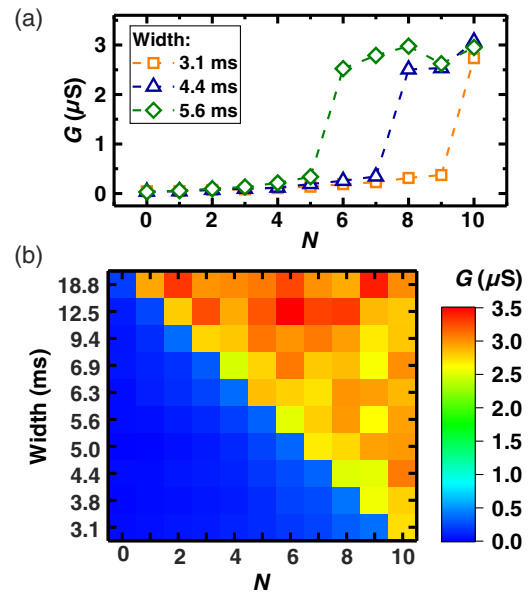 (a)
G (µS)
3
2
1
0
Width:
3.1 ms
4.4 ms
5.6 ms
0 2 4 6 8 10
N
(b)
Width (ms)
18.8
12.5
9.4
6.9
6.3
5.6
5.0
4.4
3.8
3.1
0 2 4 6 8 10
N
G (µS)
3.5
3.0
2.5
2.0
1.5
1.0
0.5
0.0